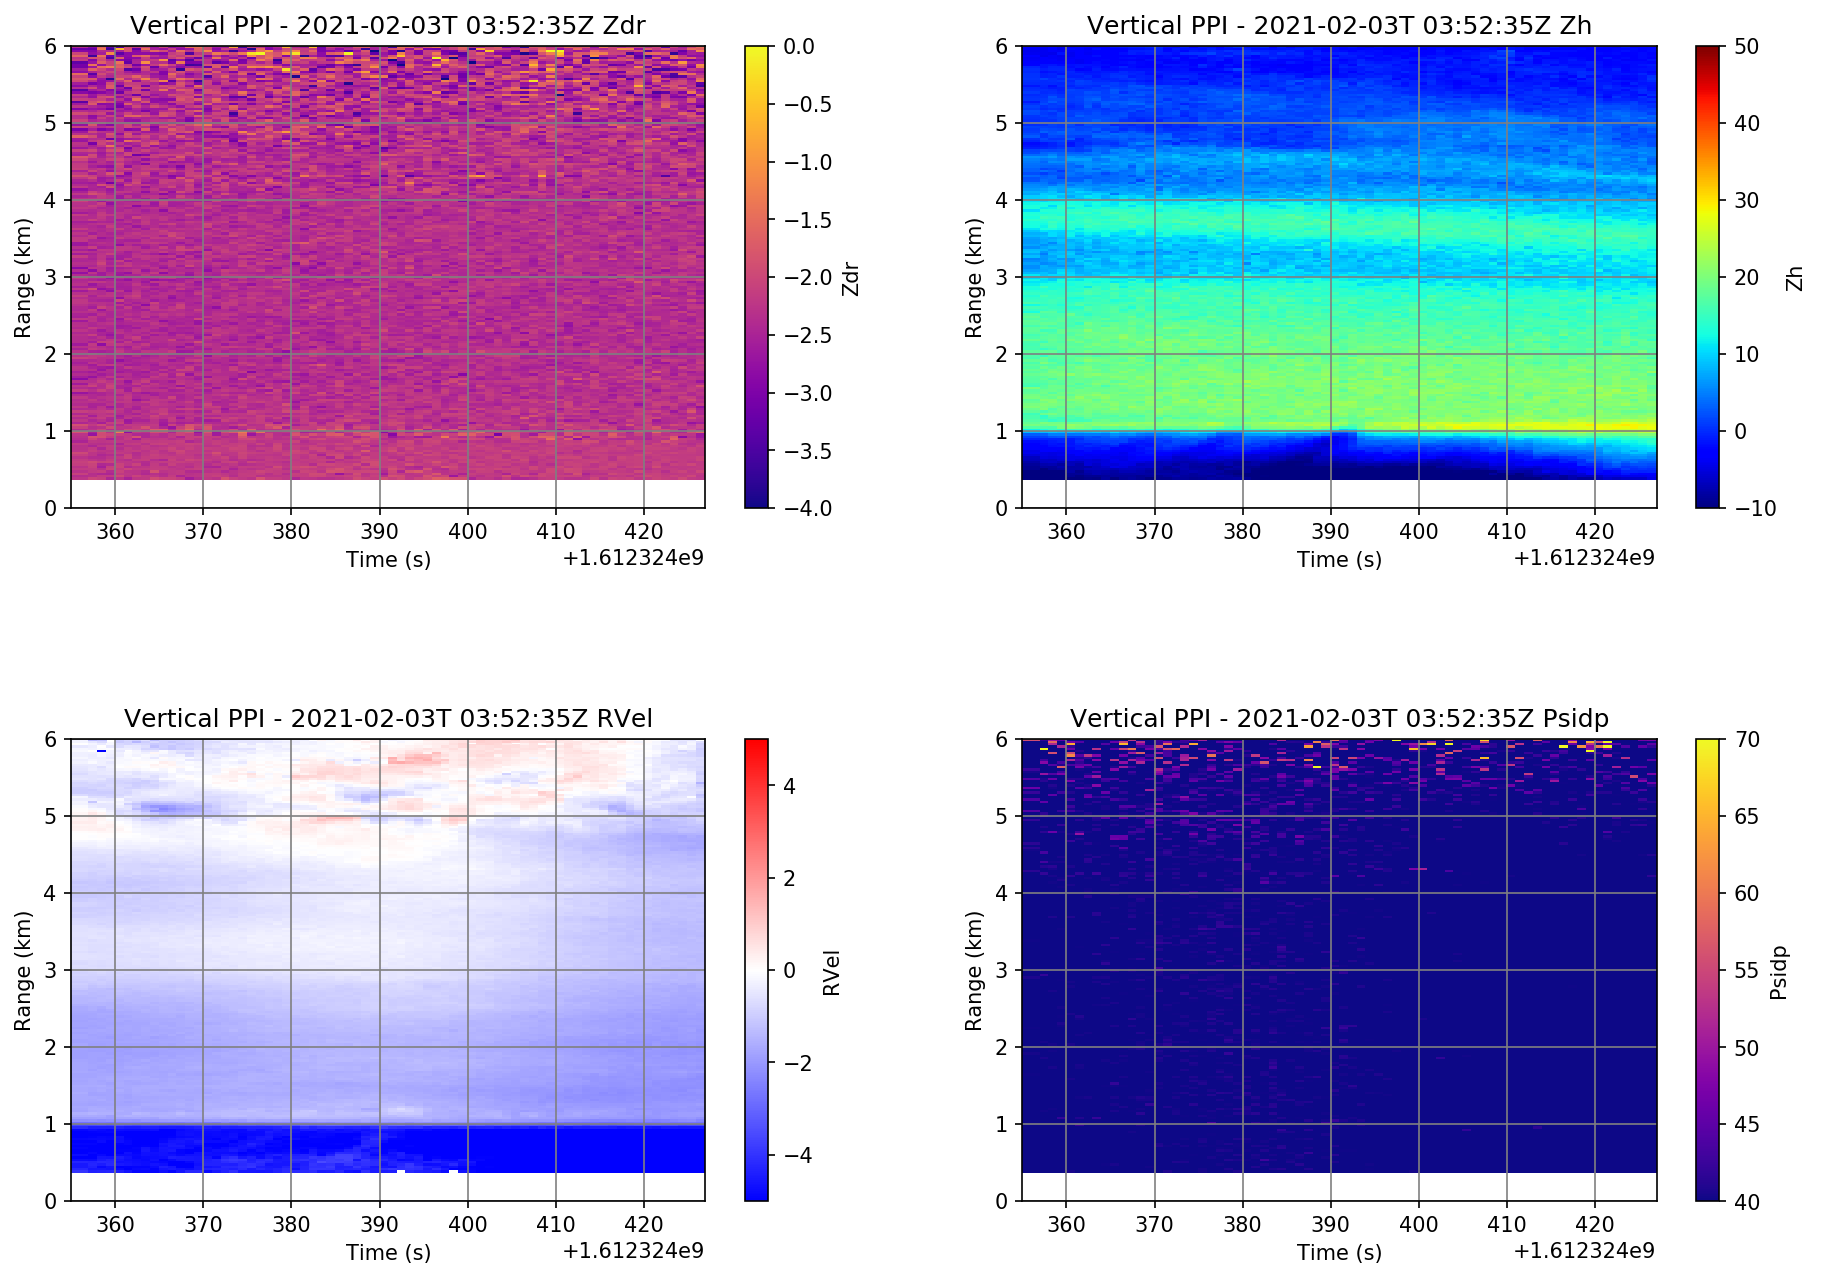 Vertical PPI - 2021-02-03T 03:52:35Z Zdr
6
5
4
3
2
1
0
Range (km)
360 370 380 390 400 410 420
Time (s)
+1.612324e9
0.0
−0.5
−1.0
−1.5
−2.0
−2.5
−3.0
−3.5
−4.0
Zdr
Vertical PPI - 2021-02-03T 03:52:35Z Zh
6
5
4
3
2
1
0
Range (km)
360 370 380 390 400 410 420
Time (s)
+1.612324e9
50
40
30
20
10
0
−10
Zh
Vertical PPI - 2021-02-03T 03:52:35Z RVel
6
5
4
3
2
1
0
Range (km)
360 370 380 390 400 410 420
Time (s)
+1.612324e9
4
2
0
−2
−4
RVel
Vertical PPI - 2021-02-03T 03:52:35Z Psidp
6
5
4
3
2
1
0
Range (km)
360 370 380 390 400 410 420
Time (s)
+1.612324e9
70
65
60
55
50
45
40
Psidp